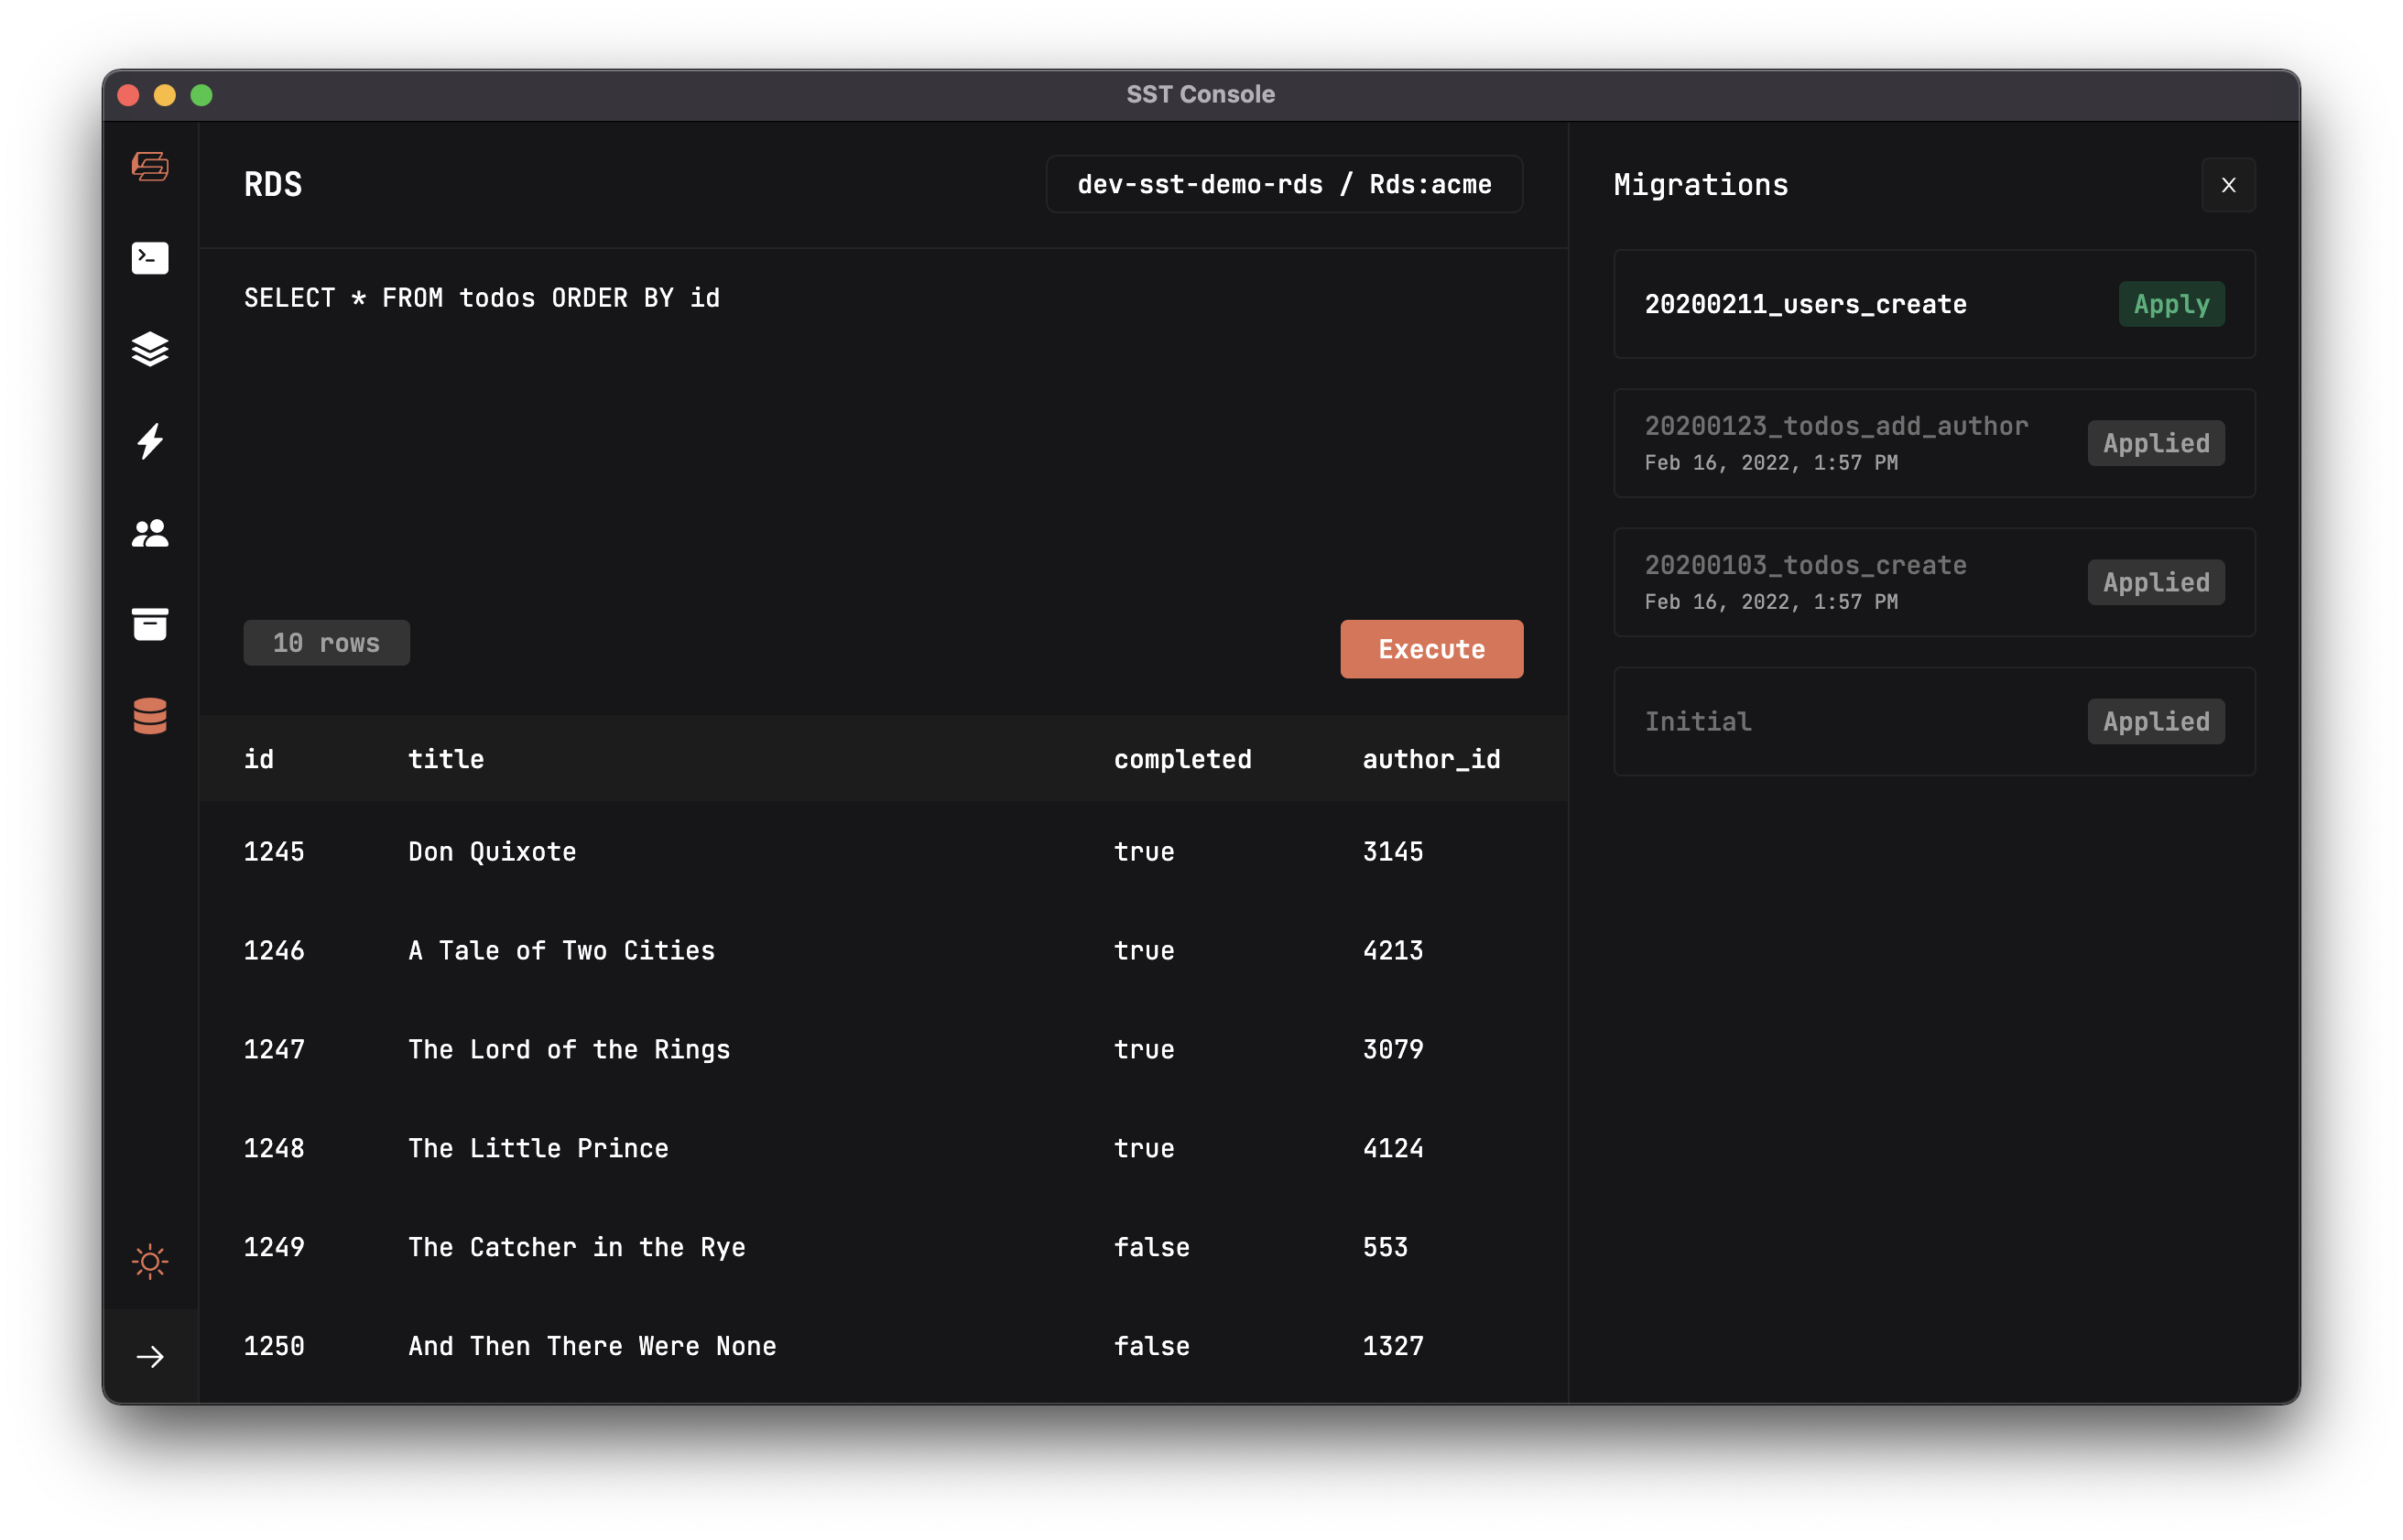 SST Console
RDS
dev-sst-demo-rds / Rds:acme
SELECT * FROM todos ORDER BY id
10 rows
Execute
id title completed author_id
1245 Don Quixote true 3145
1246 A Tale of Two Cities true 4213
1247 The Lord of the Rings true 3079
1248 The Little Prince true 4124
1249 The Catcher in the Rye false 553
1250 And Then There Were None false 1327
Migrations
X
20200211_users_create
Apply
20200123_todos_add_author
Feb 16, 2022, 1:57 PM
Applied
20200103_todos_create
Feb 16, 2022, 1:57 PM
Applied
Initial
Applied